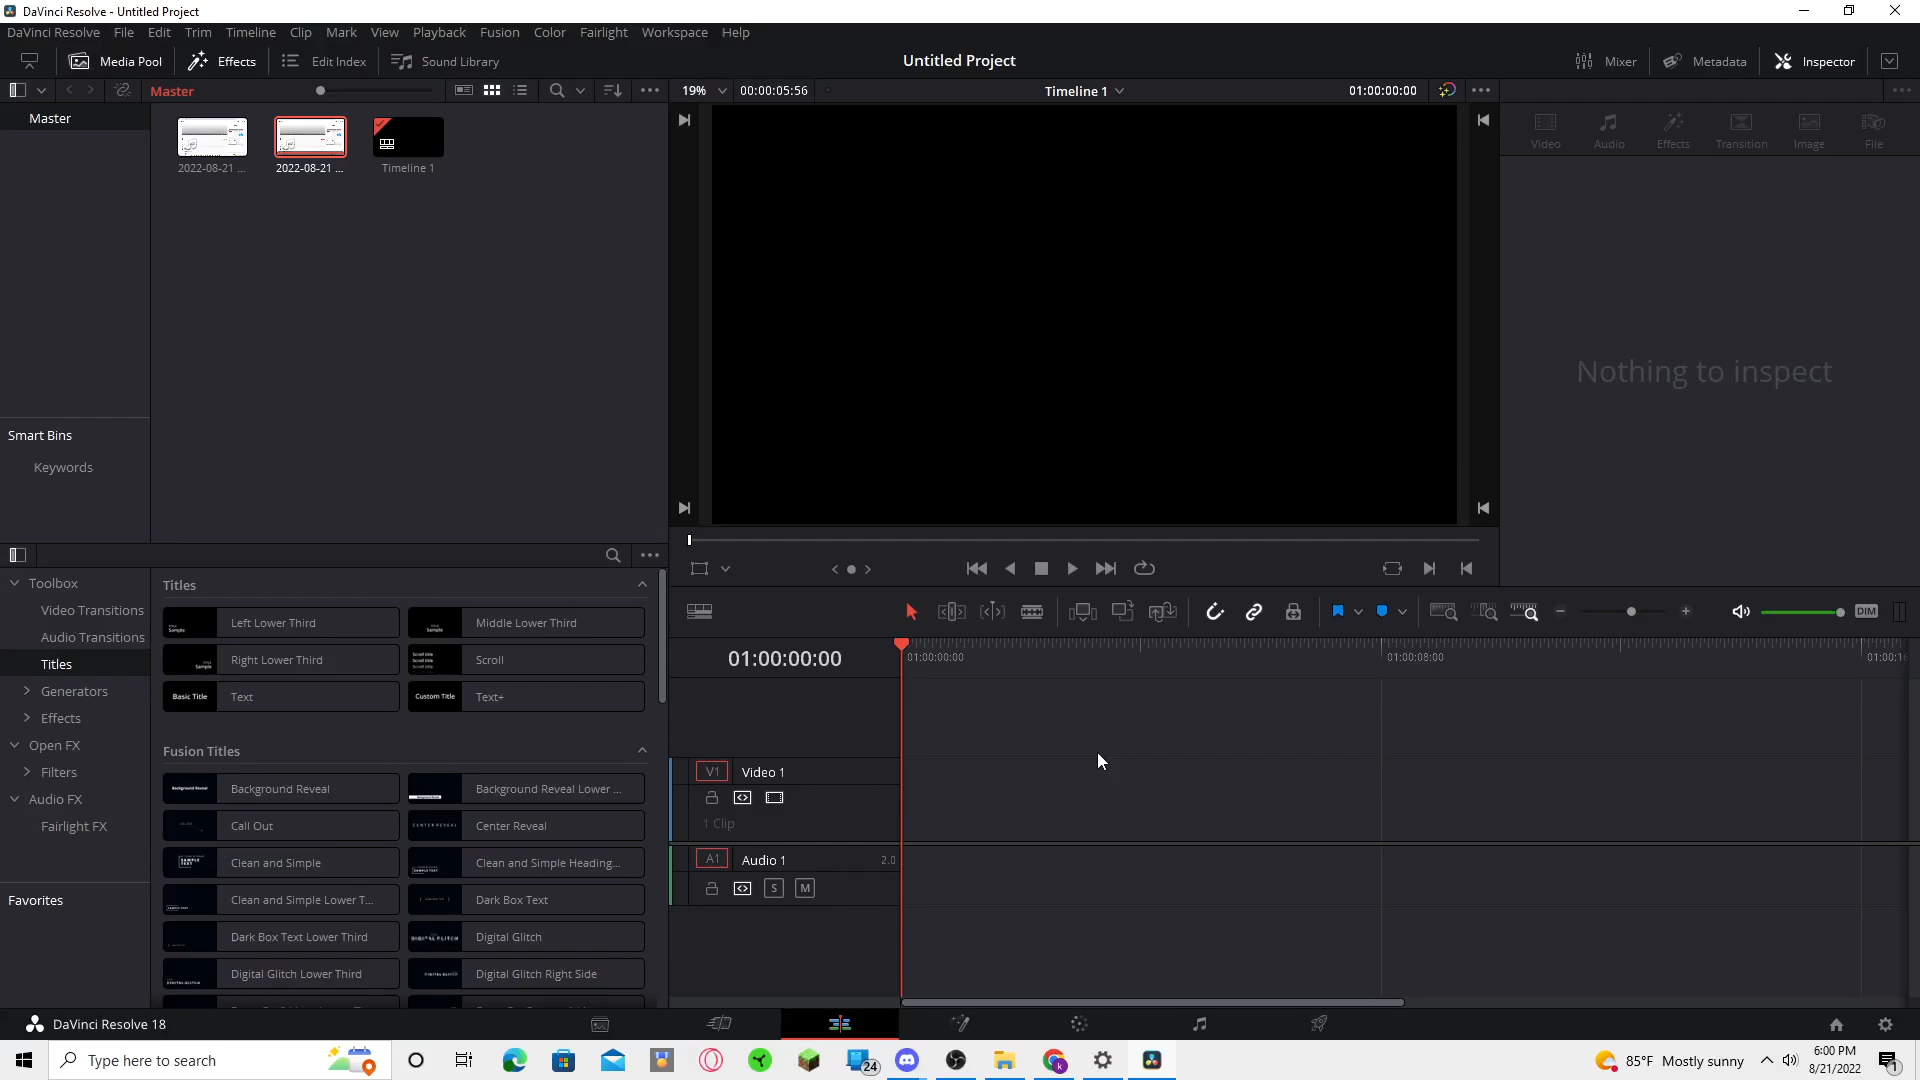 DaVinci Resolve - Untitled Project
DaVinci Resolve File Edit Trim Timeline Clip Mark View Playback Fusion Color Fairlight Workspace Help
Media Pool Effects Edit Index Sound Library Untitled Project Mixer Metadata Inspector
Master 19% 00:00:05:56 Timeline 1 01:00:00:00
Master
Video Audio Effects Transition Image File
2022-08-21 ... 2022-08-21 ... Timeline 1
Nothing to inspect
Smart Bins
Keywords
Toolbox
Video Transitions
Audio Transitions
Titles
Generators
Effects
Open FX
Filters
Audio FX
Fairlight FX
Favorites
Titles
Left Lower Third Middle Lower Third
Right Lower Third Scroll
Basic Title Text Custom Title Text+
Fusion Titles
Background Reveal Background Reveal Lower ...
Call Out CENTER REVEAL Center Reveal
Clean and Simple Clean and Simple Heading...
Clean and Simple Lower T... Dark Box Text
Dark Box Text Lower Third Digital Glitch
Digital Glitch Lower Third Digital Glitch Right Side
DIM
01:00:00:00 01:00:00:00 01:00:08:00 01:00:1
V1 Video 1
1 Clip
A1 Audio 1 2.0
S M
DaVinci Resolve 18
Type here to search
24
85°F Mostly sunny
6:00 PM
8/21/2022
1